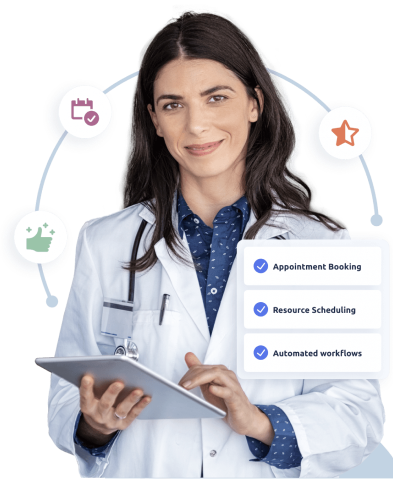 Appointment Booking
Resource Scheduling
Automated workflows